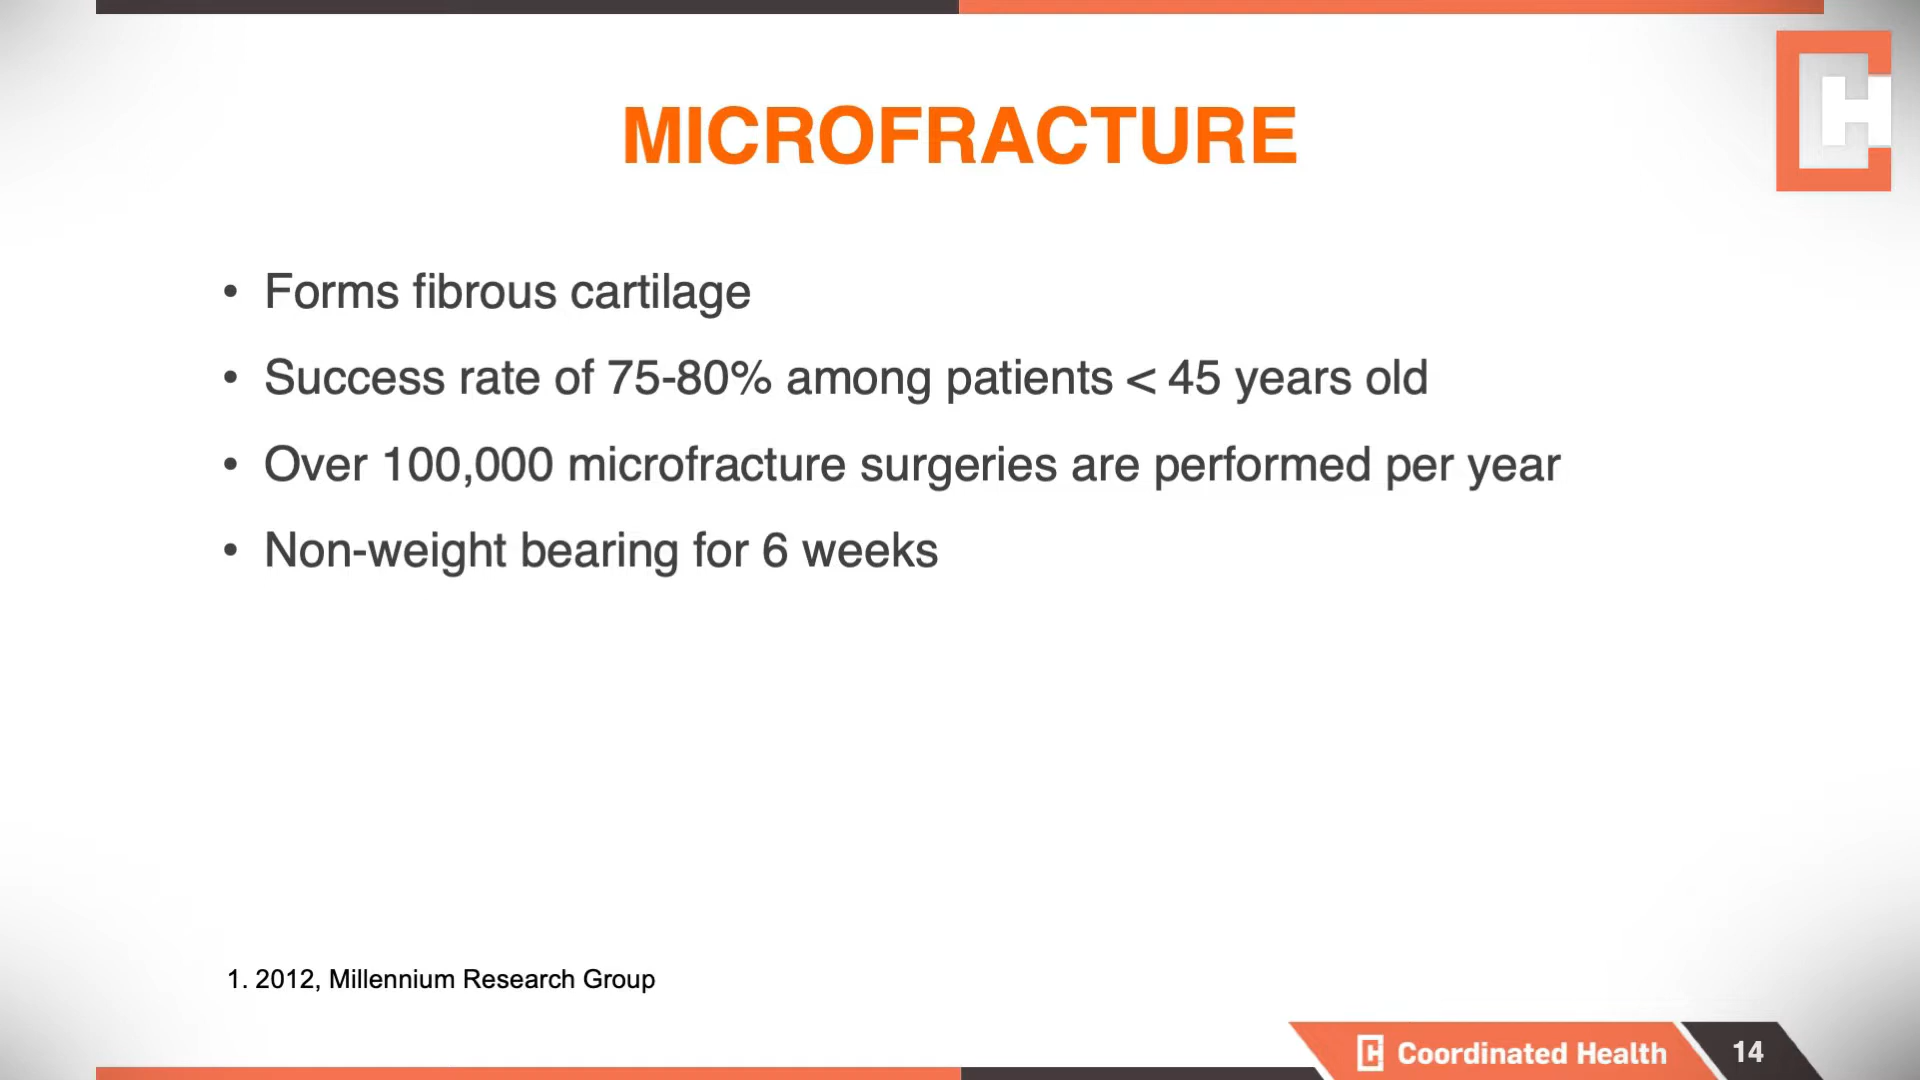 MICROFRACTURE
• Forms fibrous cartilage
• Success rate of 75-80% among patients < 45 years old
• Over 100,000 microfracture surgeries are performed per year
• Non-weight bearing for 6 weeks
1. 2012, Millennium Research Group
CH Coordinated Health 14